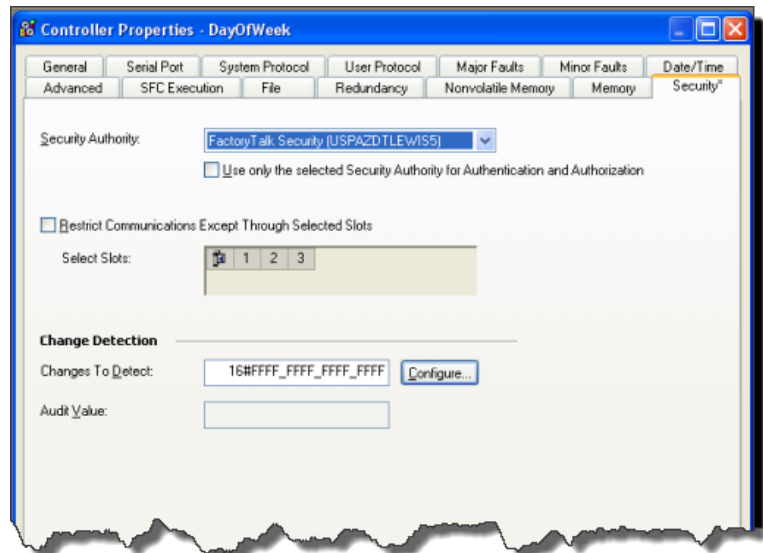 Controller Properties - DayOfWeek
General Serial Port System Protocol User Protocol Major Faults Minor Faults Date/Time
Advanced SFC Execution File Redundancy Nonvolatile Memory Memory Security*
Security Authority: FactoryTalk Security (USPAZDTLEWIS5)
Use only the selected Security Authority for Authentication and Authorization
Restrict Communications Except Through Selected Slots
Select Slots: 1 2 3
Change Detection
Changes To Detect: 16#FFFF_FFFF_FFFF_FFFF Configure...
Audit Value: